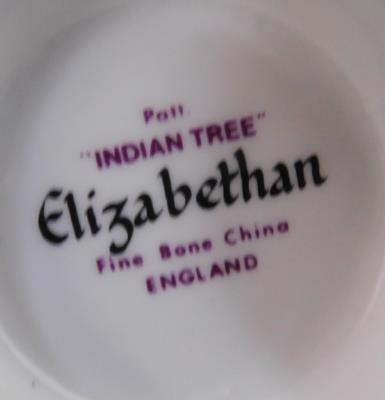 Patt.
"INDIAN TREE"
Elizabethan
Fine Bone China
ENGLAND